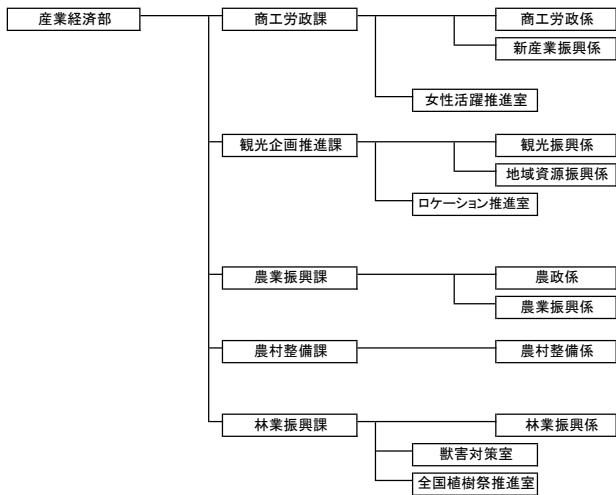 産業経済部
商工労政課
商工労政係
新産業振興係
女性活躍推進室
観光企画推進課
観光振興係
地域資源振興係
ロケーション推進室
農業振興課
農政係
農業振興係
農村整備課
農村整備係
林業振興課
林業振興係
獣害対策室
全国植樹祭推進室